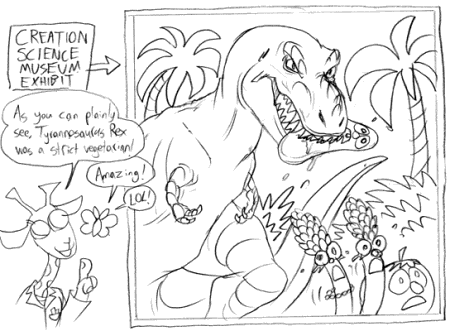 CREATION
SCIENCE
MUSEUM
EXHIBIT
As you can plainly
see, Tyrannosaurus Rex
was a strict vegetarian!
Amazing!
LOL!